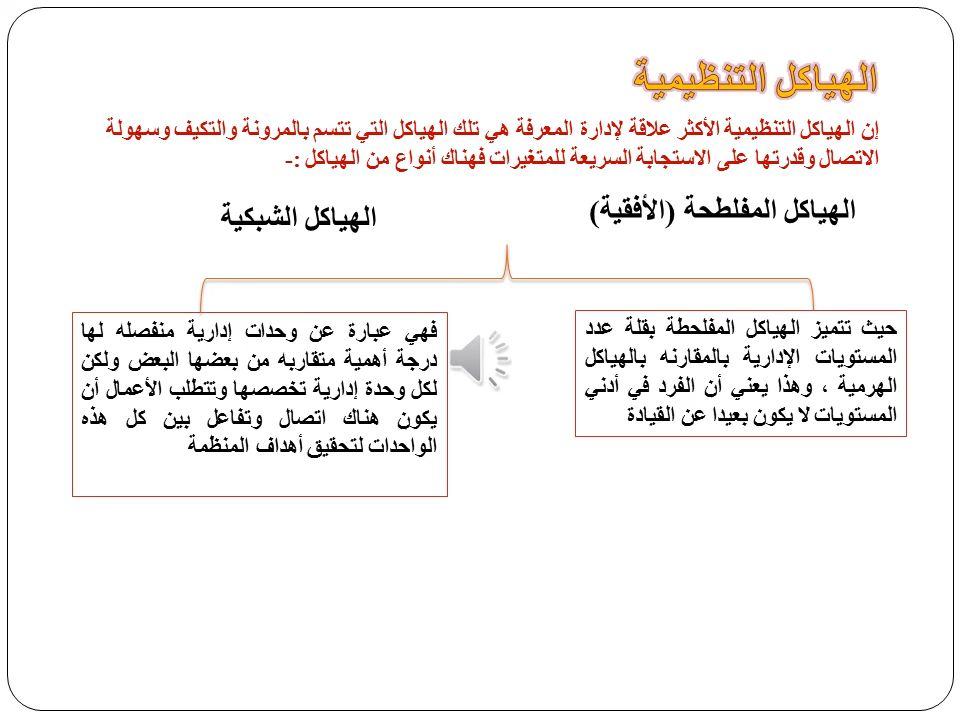 الهياكل التنظيمية
إن الهياكل التنظيمية الأكثر علاقة لإدارة المعرفة هي تلك الهياكل التي تتسم بالمرونة والتكيف وسهولة
الاتصال وقدرتها على الاستجابة السريعة للمتغيرات فهناك أنواع من الهياكل :-
الهياكل المفلطحة (الأفقية)
الهياكل الشبكية
حيث تتميز الهياكل المفلحطة بقلة عدد
المستويات الإدارية بالمقارنه بالهياكل
الهرمية ، وهذا يعني أن الفرد في أدني
المستويات لا يكون بعيدا عن القيادة
فهي عبارة عن وحدات إدارية منفصله لها
درجة أهمية متقاربه من بعضها البعض ولكن
لكل وحدة إدارية تخصصها وتتطلب الأعمال أن
يكون هناك اتصال وتفاعل بين كل هذه
الواحدات لتحقيق أهداف المنظمة